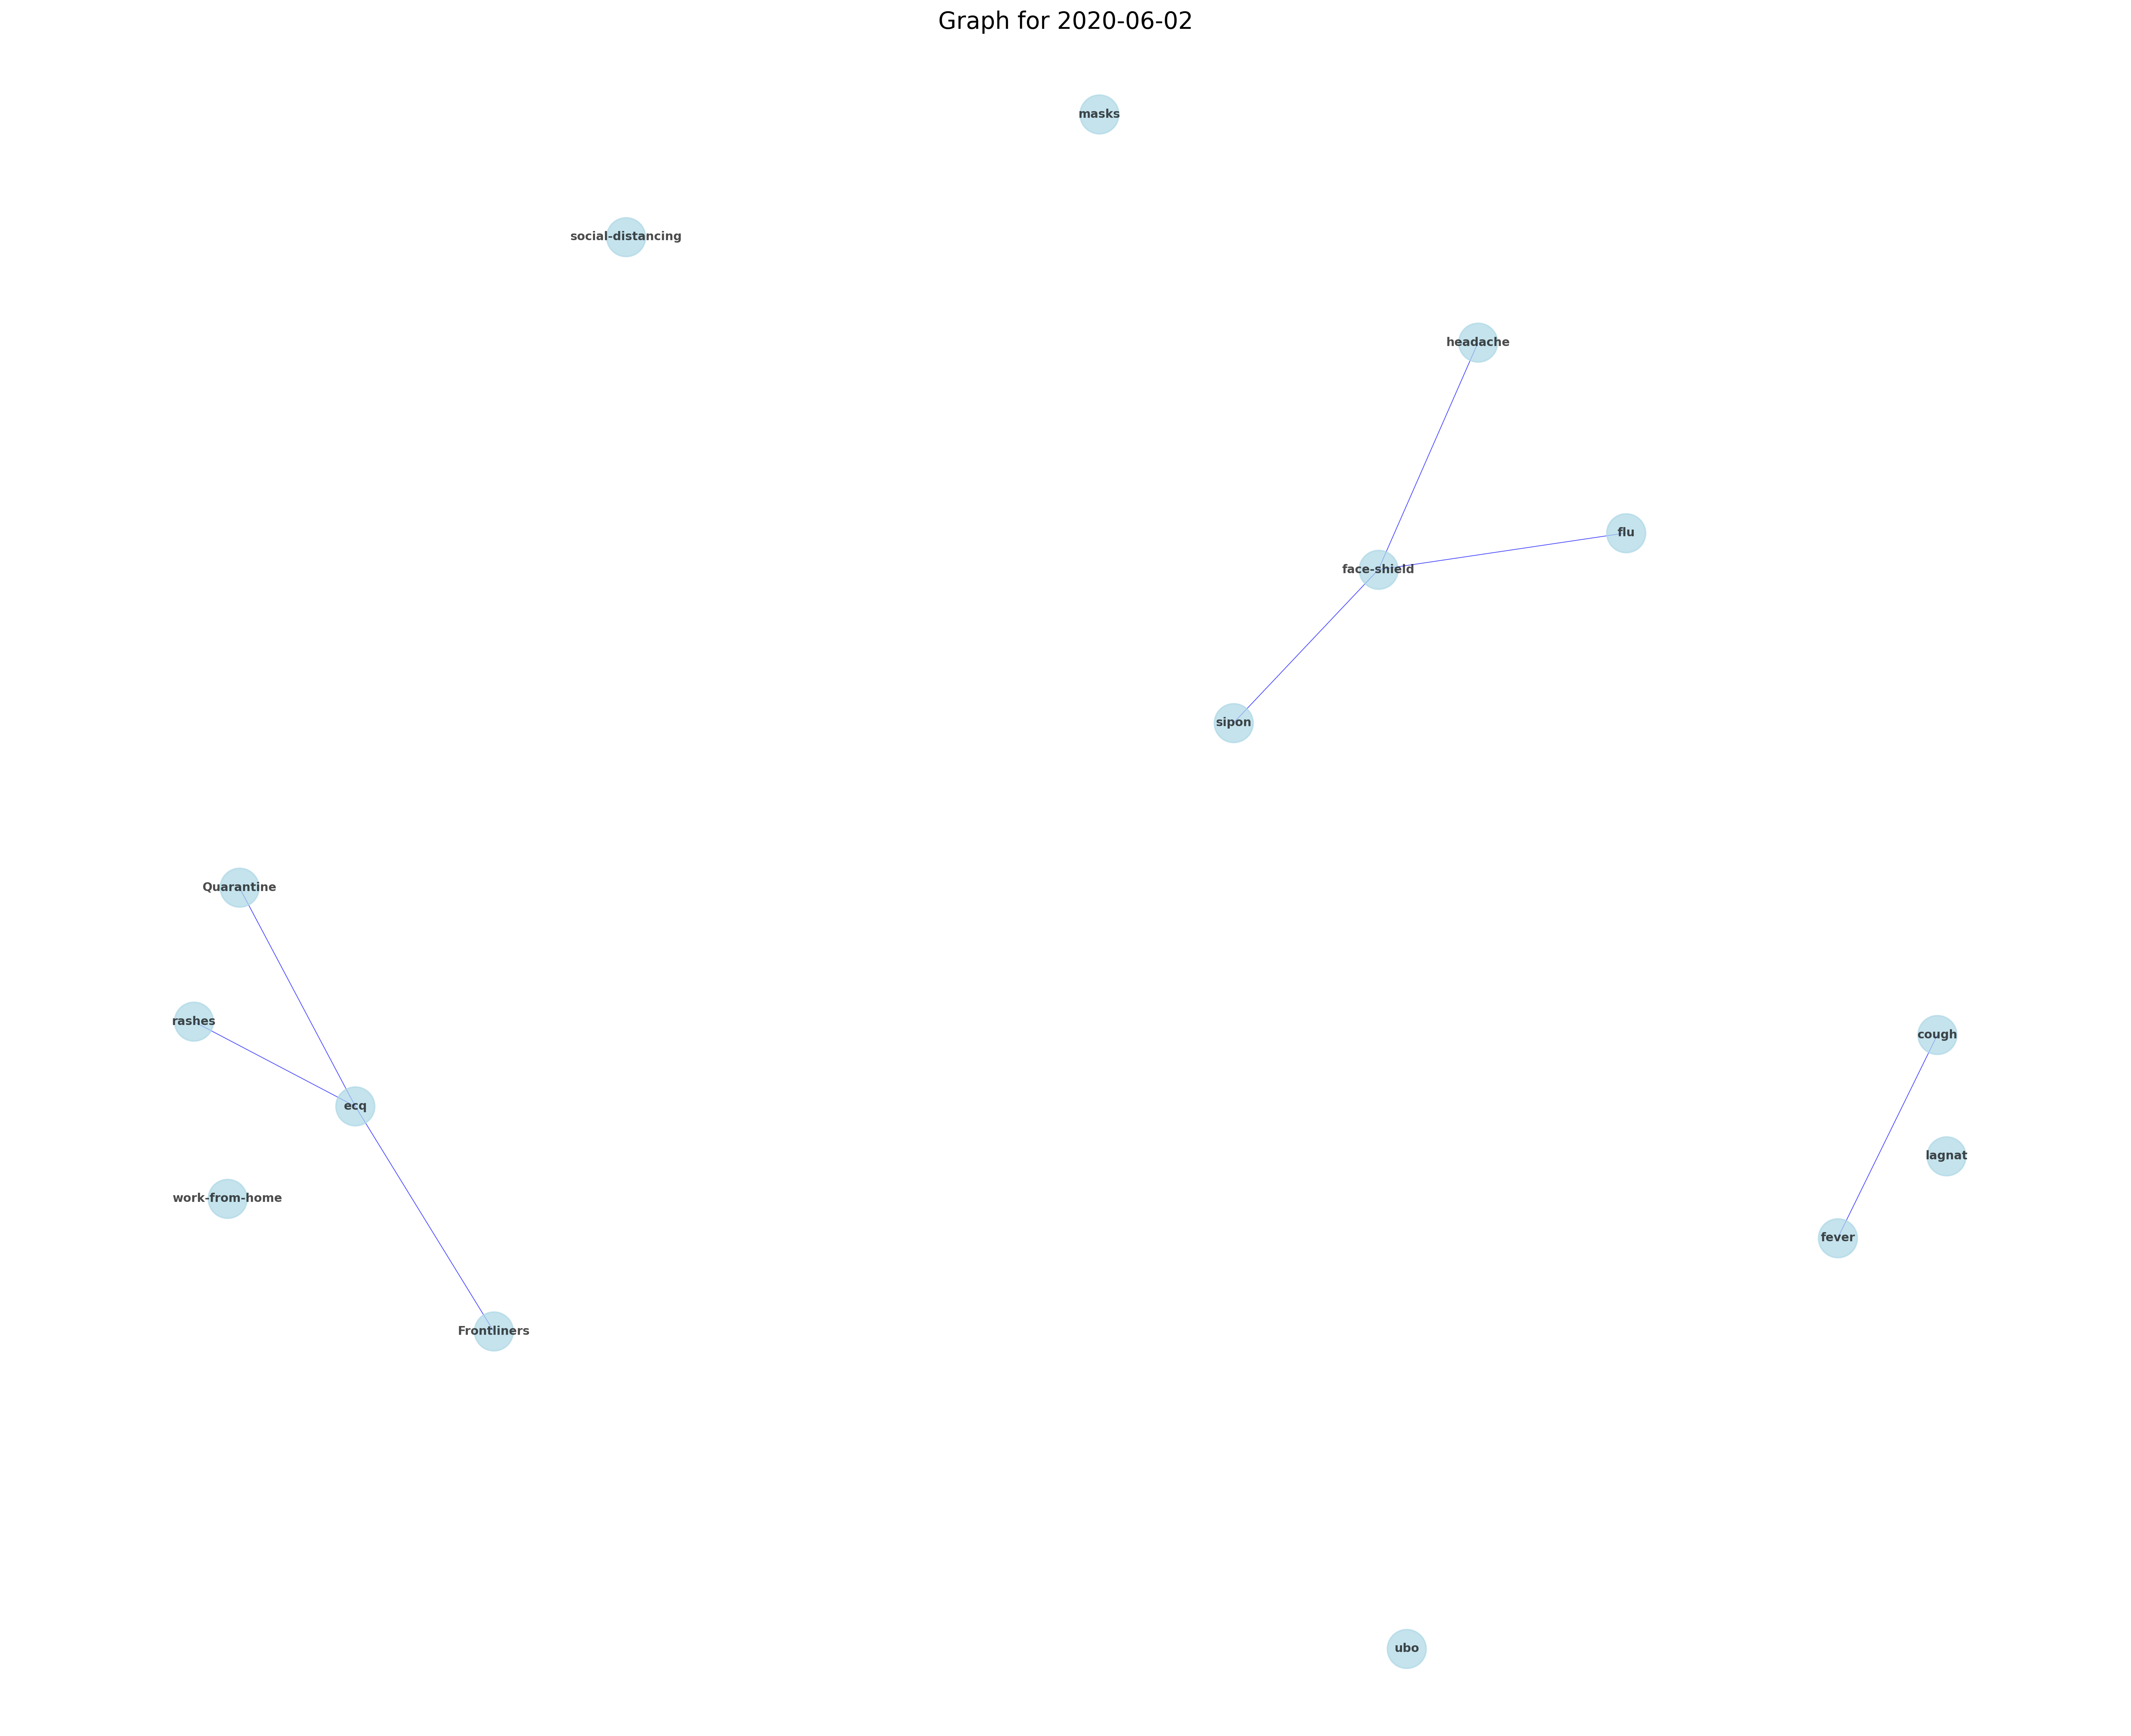 Graph for 2020-06-02
masks
social-distancing
headache
flu
face-shield
sipon
Quarantine
rashes
cough
ecq
lagnat
work-from-home
fever
Frontliners
ubo